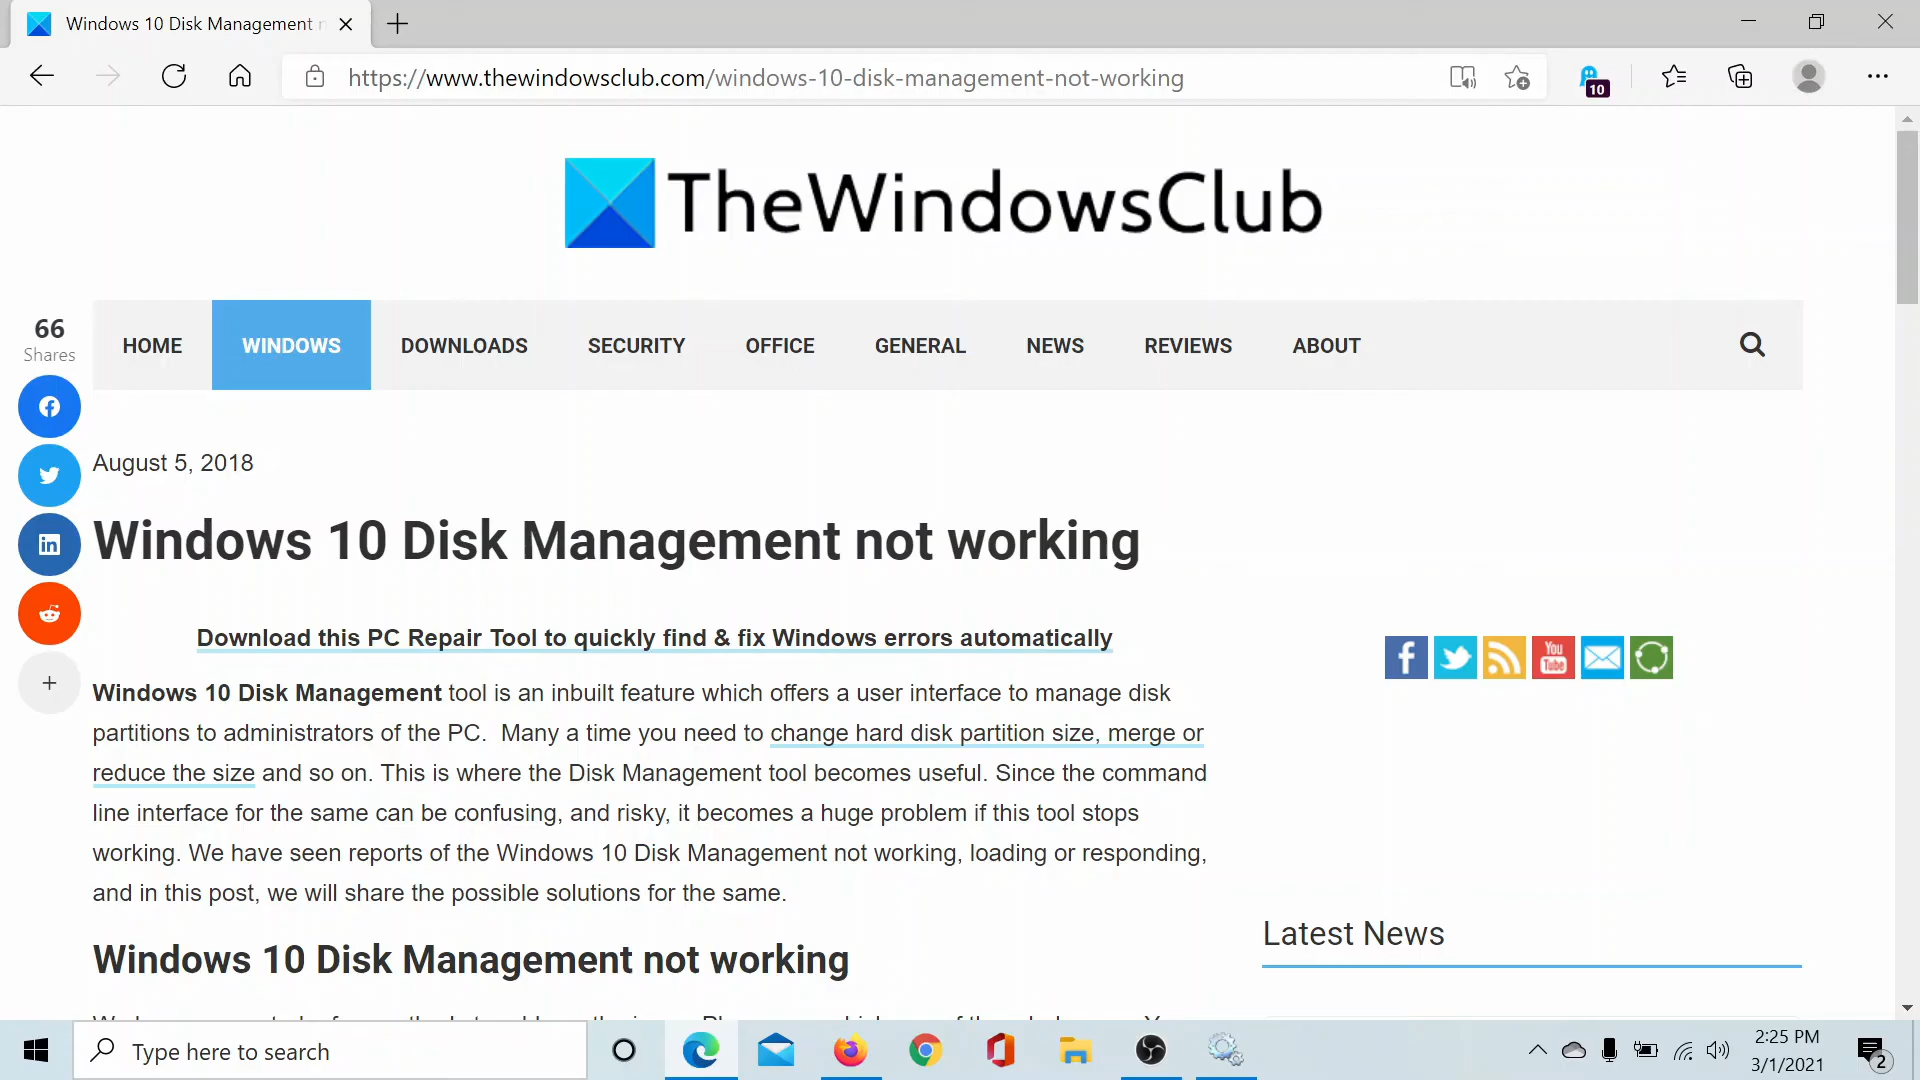 Windows 10 Disk Management
https://www.thewindowsclub.com/windows-10-disk-management-not-working
10
TheWindowsClub
66
Shares
HOME WINDOWS DOWNLOADS SECURITY OFFICE GENERAL NEWS REVIEWS ABOUT
August 5, 2018
Windows 10 Disk Management not working
Download this PC Repair Tool to quickly find & fix Windows errors automatically
Windows 10 Disk Management tool is an inbuilt feature which offers a user interface to manage disk
partitions to administrators of the PC. Many a time you need to change hard disk partition size, merge or
reduce the size and so on. This is where the Disk Management tool becomes useful. Since the command
line interface for the same can be confusing, and risky, it becomes a huge problem if this tool stops
working. We have seen reports of the Windows 10 Disk Management not working, loading or responding,
and in this post, we will share the possible solutions for the same.
You Tube
Latest News
Windows 10 Disk Management not working
Type here to search
2:25 PM
3/1/2021
2